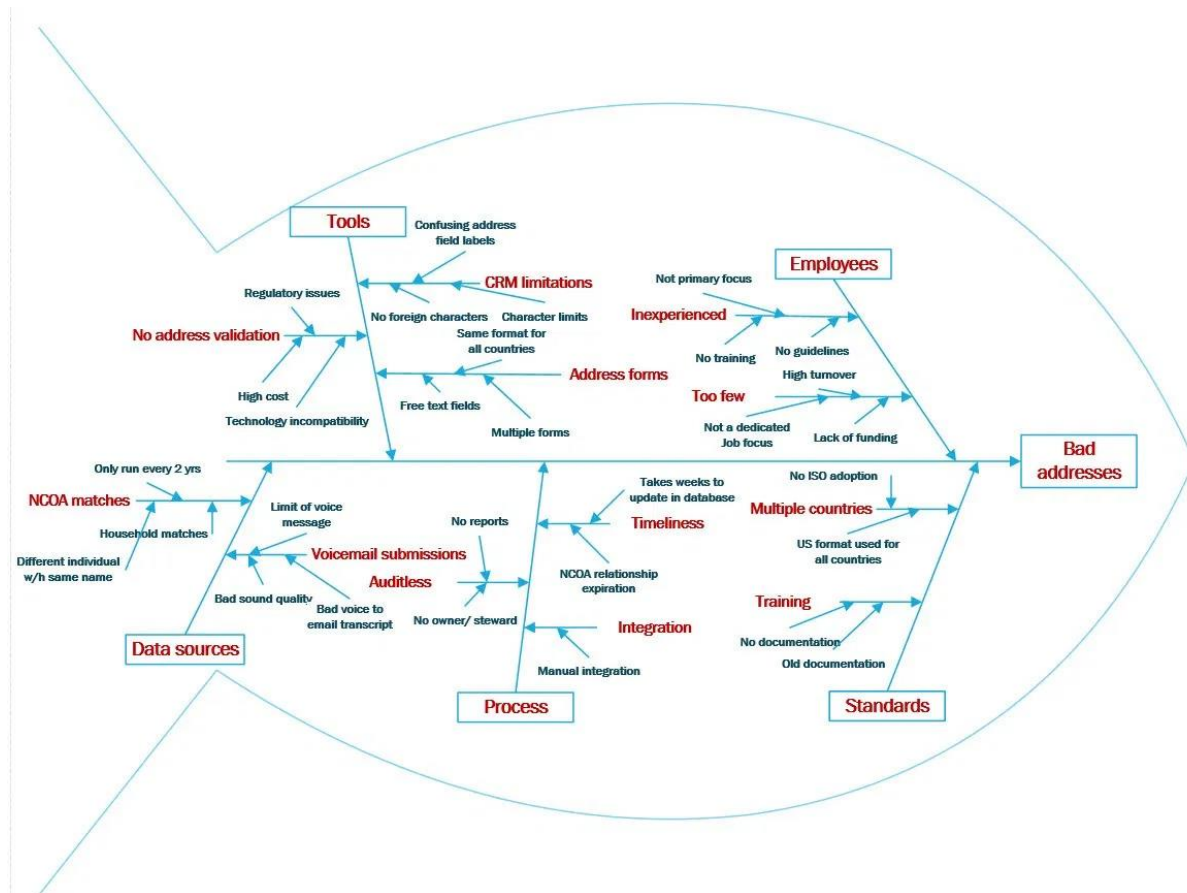 Tools
Confusing address
field labels
CRM limitations
No foreign characters
Character limits
Regulatory issues
No address validation
High cost
Technology incompatibility
Same format for
all countries
Address forms
Free text fields
Multiple forms
Employees
Not primary focus
Inexperienced
No training
No guidelines
High turnover
Too few
Not a dedicated
Job focus
Lack of funding
Bad
addresses
Only run every 2 yrs
NCOA matches
Household matches
Different individual
w/h same name
Limit of voice
message
Voicemail submissions
Bad sound quality
Bad voice to
email transcript
Data sources
Takes weeks to
update in database
Timeliness
NCOA relationship
expiration
No reports
Auditless
No owner/ steward
Integration
Manual integration
Process
No ISO adoption
Multiple countries
US format used for
all countries
Training
No documentation
Old documentation
Standards